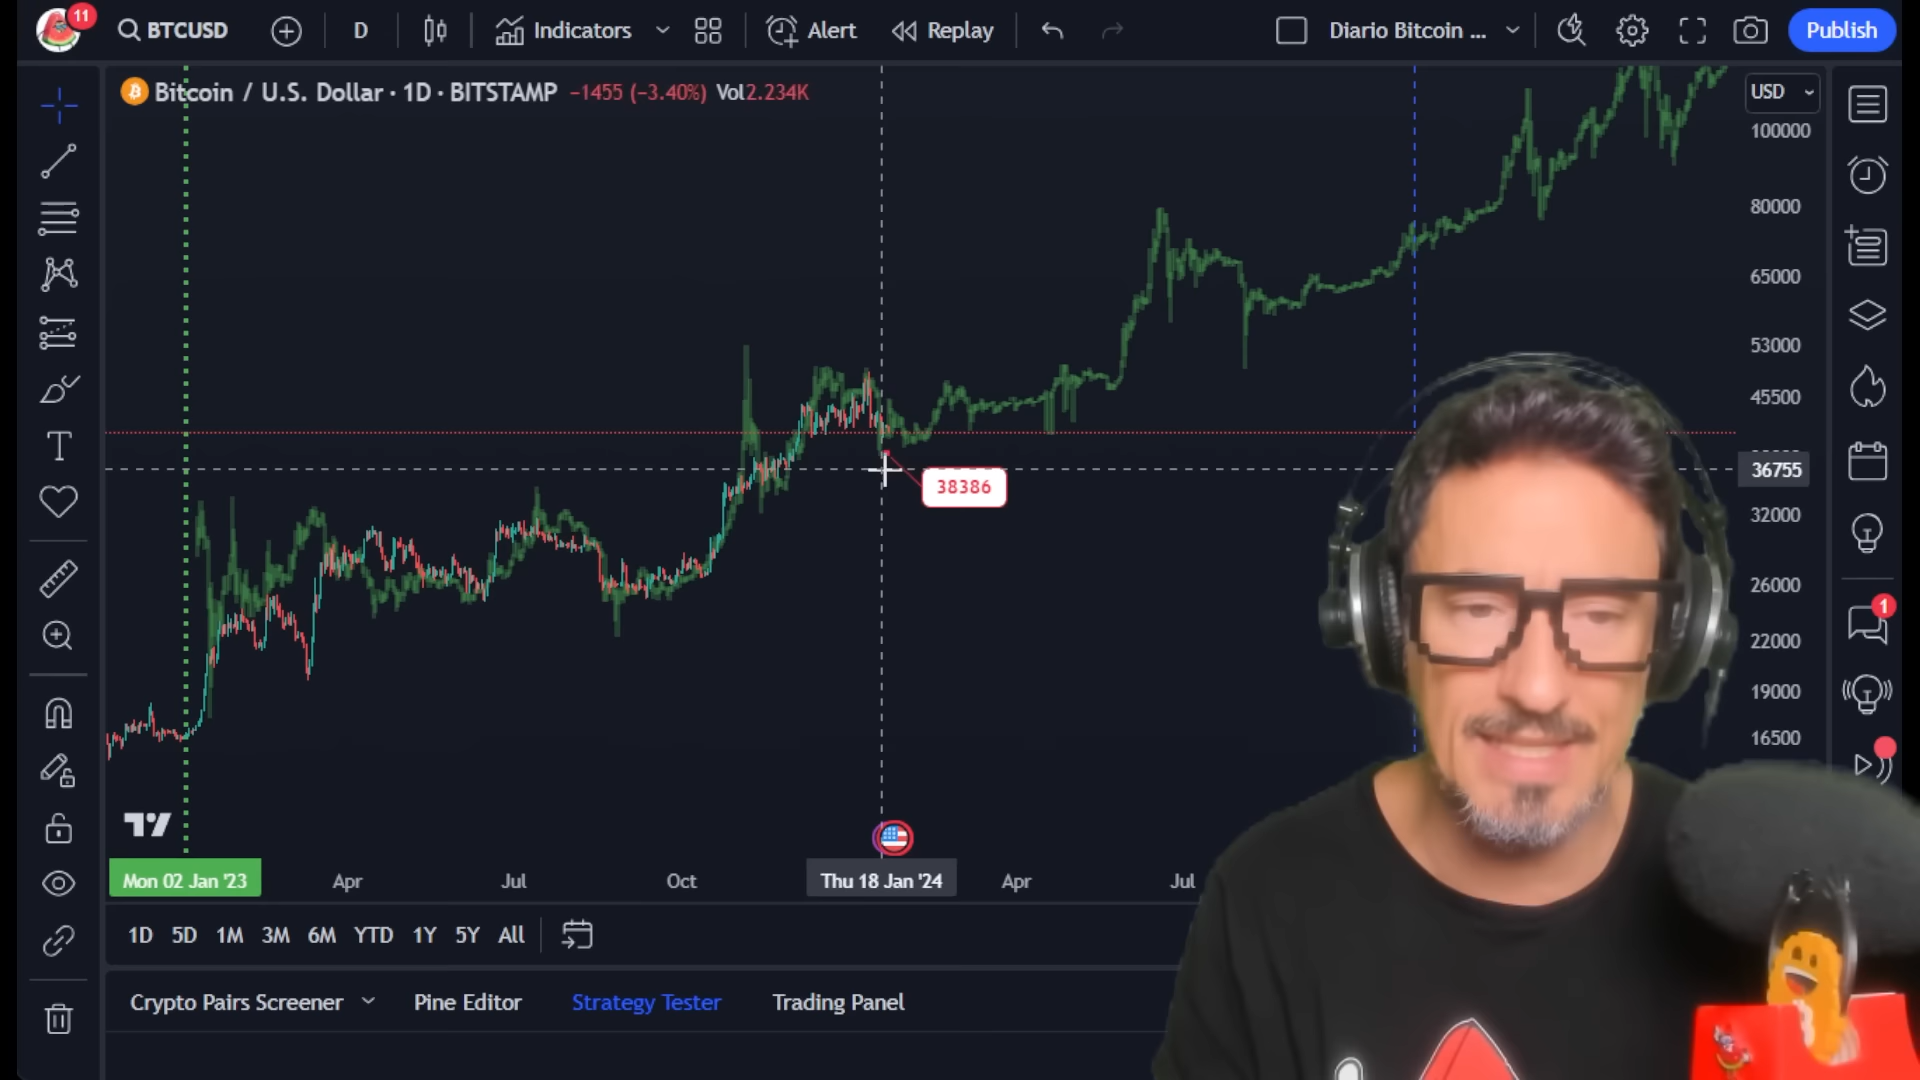 11
BTCUSD
D
Indicators
Alert
Replay
Diario Bitcoin ...
Publish
Bitcoin / U.S. Dollar · 1D · BITSTAMP −1455 (−3.40%) Vol2.234K
USD
100000
80000
65000
53000
45500
36755
38386
32000
26000
22000
19000
16500
1
Mon 02 Jan '23
Apr
Jul
Oct
Thu 18 Jan '24
Apr
Jul
1D 5D 1M 3M 6M YTD 1Y 5Y All
Crypto Pairs Screener
Pine Editor
Strategy Tester
Trading Panel